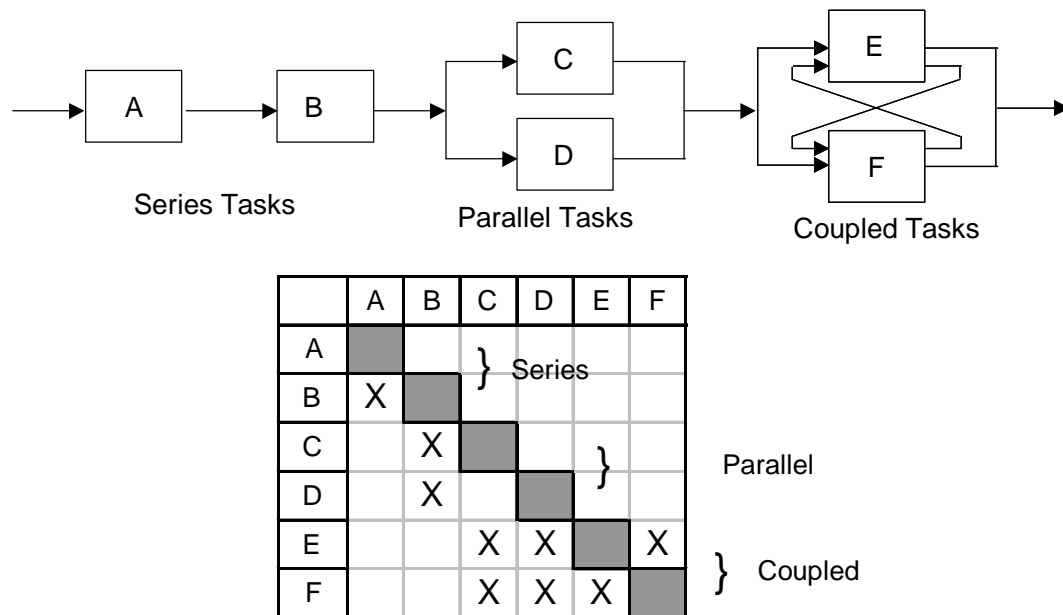 A B C D E F
Series Tasks
Parallel Tasks
Coupled Tasks
A B C D E F
A
} Series
B X
C X
} Parallel
D X
E X X X
} Coupled
F X X X